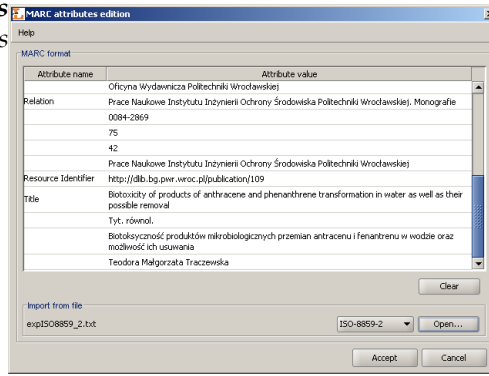 s
s
MARC attributes edition
Help
MARC format
Attribute name Attribute value
Oficyna Wydawnicza Politechniki Wrocławskiej
Relation Prace Naukowe Instytutu Inżynierii Ochrony Środowiska Politechniki Wrocławskiej. Monografie
0084-2869
75
42
Prace Naukowe Instytutu Inżynierii Ochrony Środowiska Politechniki Wrocławskiej
Resource Identifier http://dlib.bg.pwr.wroc.pl/publication/109
Title Biotoxicity of products of anthracene and phenanthrene transformation in water as well as their
possible removal
Tyt. równol.
Biotoksyczność produktów mikrobiologicznych przemian antracenu i fenantrenu w wodzie oraz
możliwość ich usuwania
Teodora Małgorzata Traczewska
Clear
Import from file
expISO8859_2.txt ISO-8859-2 Open...
Accept Cancel